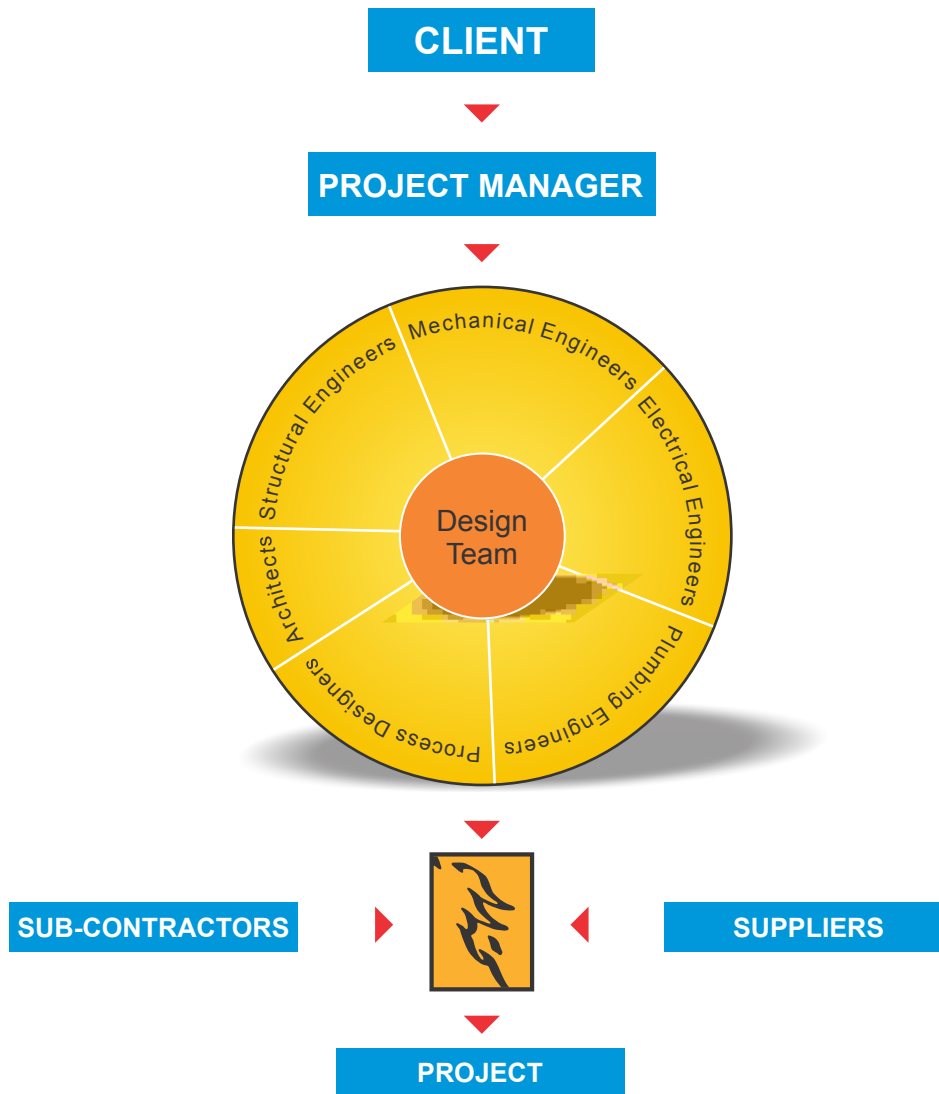 CLIENT
PROJECT MANAGER
Structural Engineers
Mechanical Engineers
Electrical Engineers
Architects
Design
Team
Process Designers
Plumbing Engineers
SUB-CONTRACTORS
SUPPLIERS
PROJECT